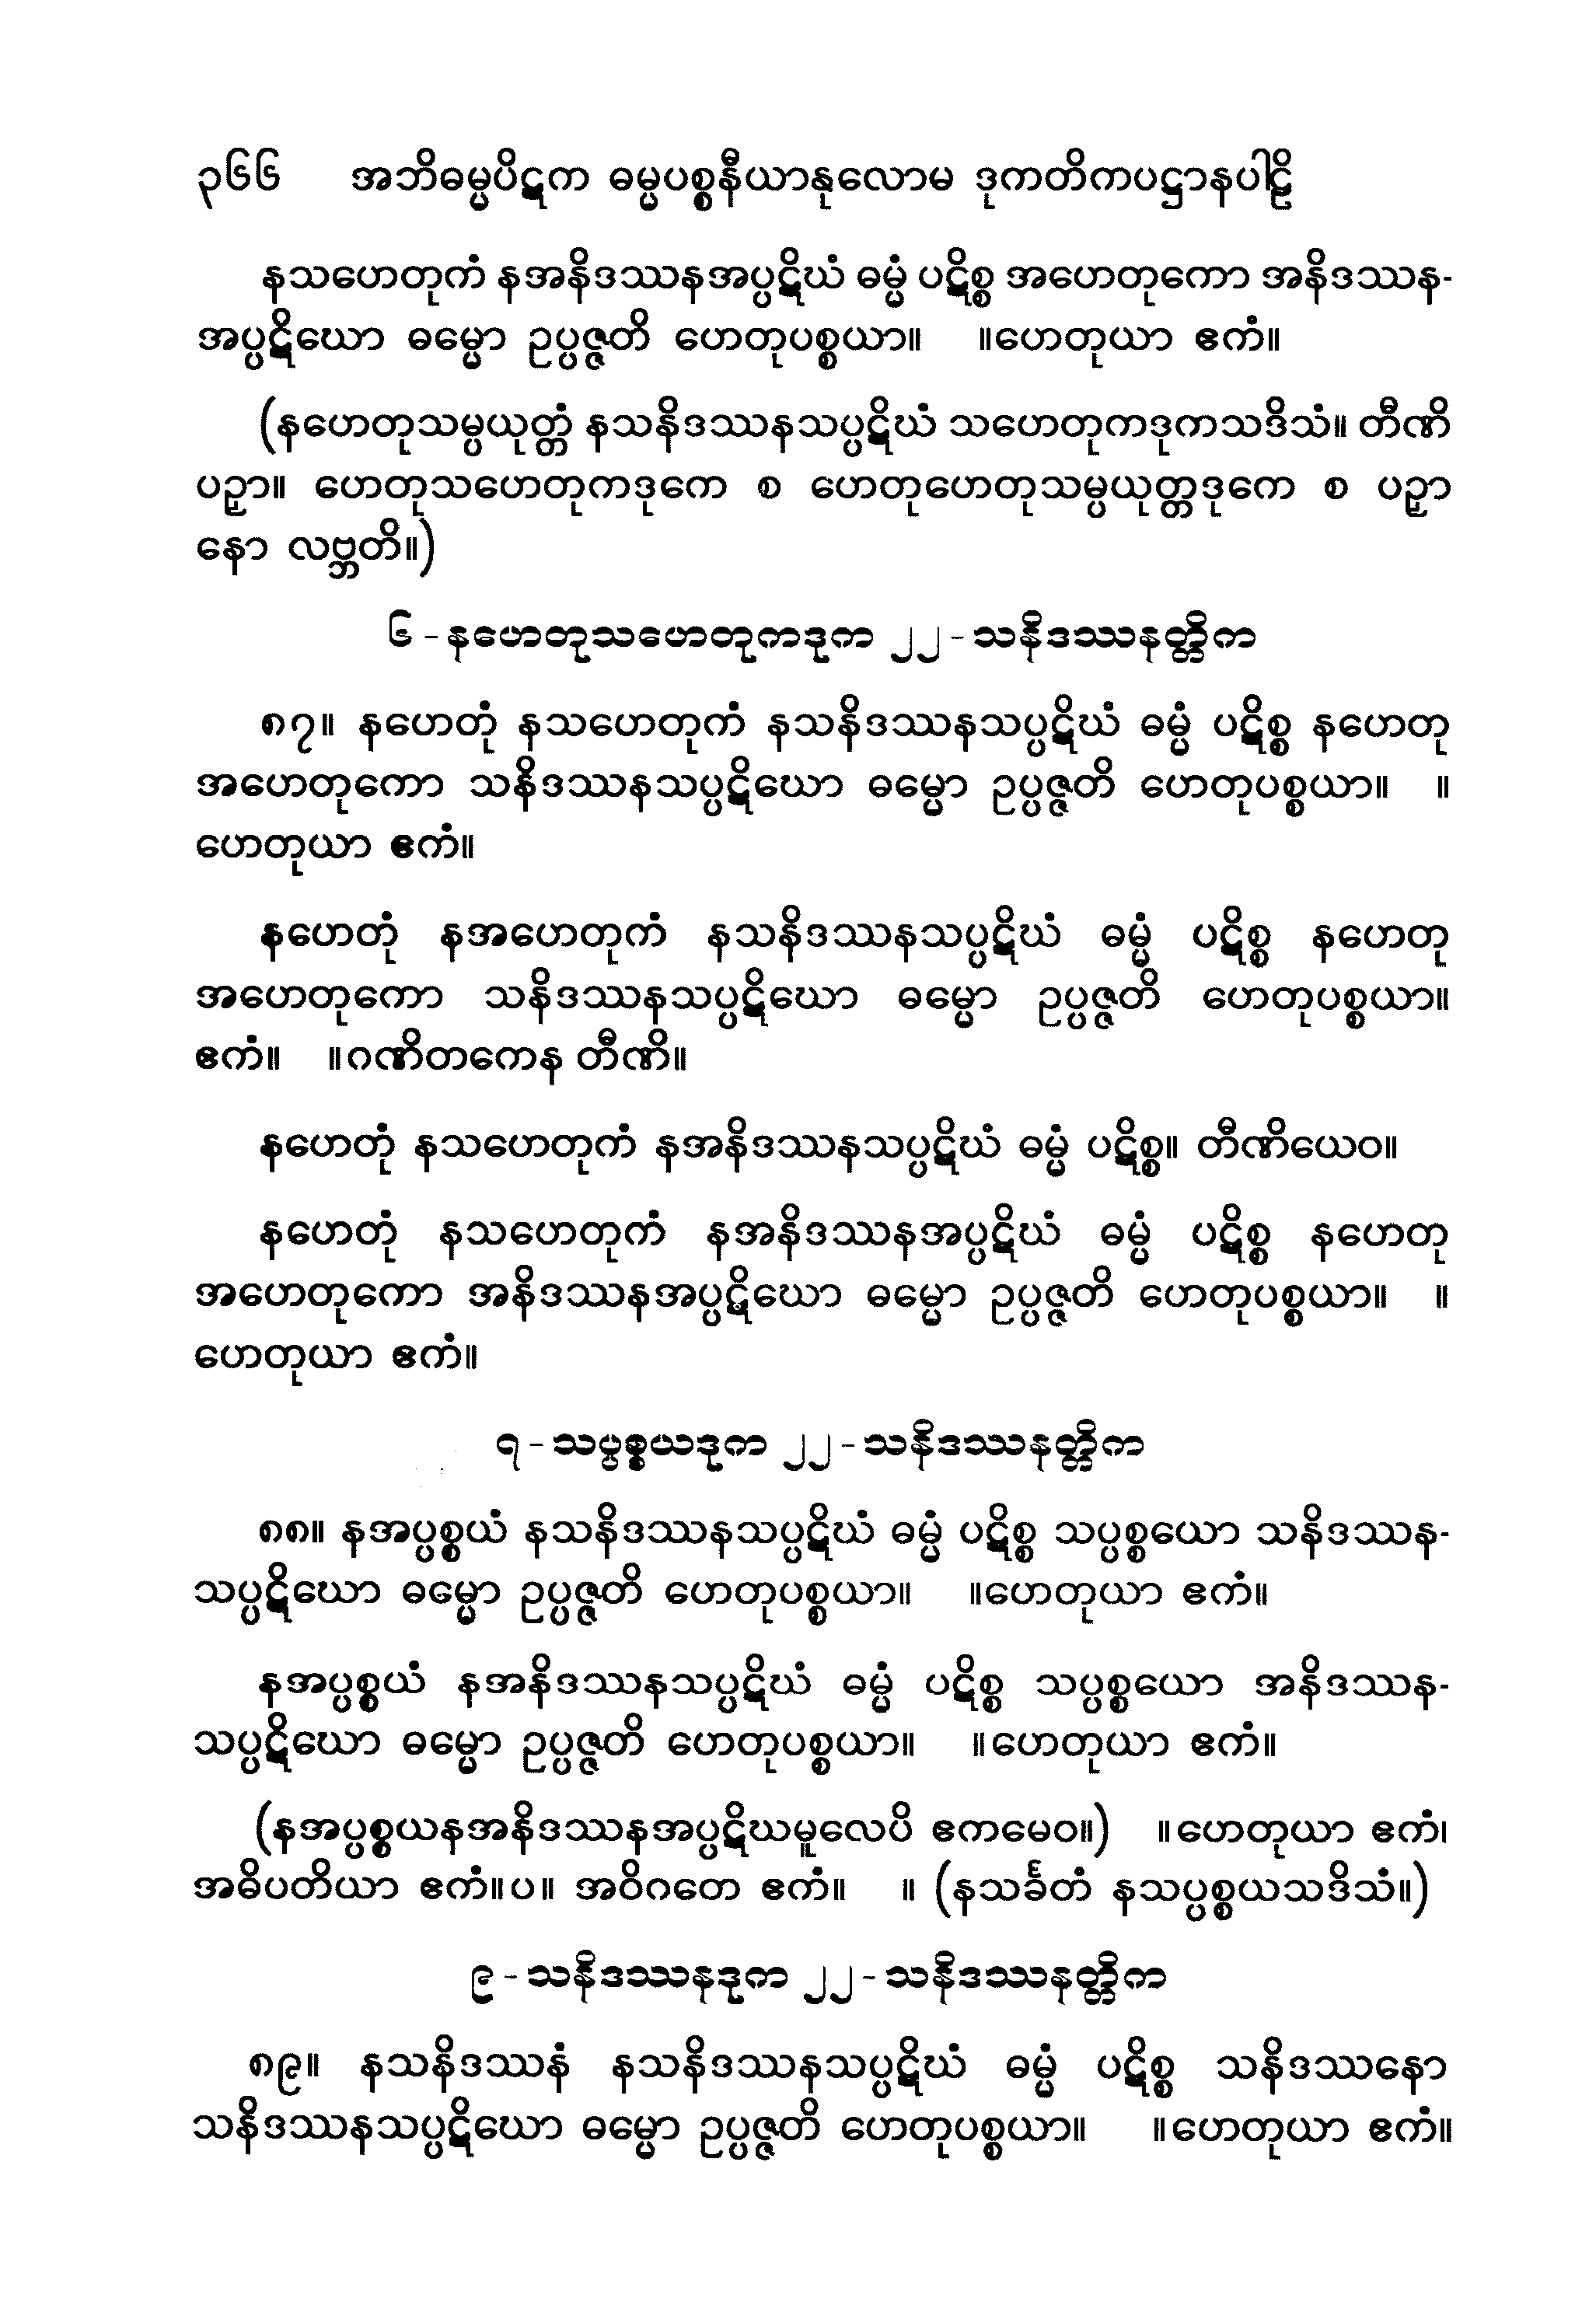 ၃၆၆ အဘိဓမ္မပိဋက ဓမ္မပစ္စနီယာနုလောမ ဒုကတိကပဋ္ဌာနပါဠိ
နသဟေတုကံ နအနိဒဿနအပ္ပဋိဃံ ဓမ္မံ ပဋိစ္စ အဟေတုကော အနိဒဿန-
အပ္ပဋိဃော ဓမ္မော ဥပ္ပဇ္ဇတိ ဟေတုပစ္စယာ။ ။ဟေတုယာ ဧကံ။
(နဟေတုသမ္ပယုတ္တံ နသနိဒဿနသပ္ပဋိဃံ သဟေတုကဒုကသဒိသံ။ တီဏိ
ပဉှာ။ ဟေတုသဟေတုကဒုကေ စ ဟေတုဟေတုသမ္ပယုတ္တဒုကေ စ ပဉှာ
နော လဗ္ဘတိ။)
၆-နဟေတုသဟေတုကဒုက ၂၂-သနိဒဿနတ္တိက
၈၇။ နဟေတုံ နသဟေတုကံ နသနိဒဿနသပ္ပဋိဃံ ဓမ္မံ ပဋိစ္စ နဟေတု
အဟေတုကော သနိဒဿနသပ္ပဋိဃော ဓမ္မော ဥပ္ပဇ္ဇတိ ဟေတုပစ္စယာ။ ။
ဟေတုယာ ဧကံ။
နဟေတုံ နအဟေတုကံ နသနိဒဿနသပ္ပဋိဃံ ဓမ္မံ ပဋိစ္စ နဟေတု
အဟေတုကော သနိဒဿနသပ္ပဋိဃော ဓမ္မော ဥပ္ပဇ္ဇတိ ဟေတုပစ္စယာ။
ဧကံ။ ။ဂဏိတကေန တီဏိ။
နဟေတုံ နသဟေတုကံ နအနိဒဿနသပ္ပဋိဃံ ဓမ္မံ ပဋိစ္စ။ တီဏိယေဝ။
နဟေတုံ နသဟေတုကံ နအနိဒဿနအပ္ပဋိဃံ ဓမ္မံ ပဋိစ္စ နဟေတု
အဟေတုကော အနိဒဿနအပ္ပဋိဃော ဓမ္မော ဥပ္ပဇ္ဇတိ ဟေတုပစ္စယာ။ ။
ဟေတုယာ ဧကံ။
၇-သပ္ပစ္စယဒုက ၂၂-သနိဒဿနတ္တိက
၈၈။ နအပ္ပစ္စယံ နသနိဒဿနသပ္ပဋိဃံ ဓမ္မံ ပဋိစ္စ သပ္ပစ္စယော သနိဒဿန-
သပ္ပဋိဃော ဓမ္မော ဥပ္ပဇ္ဇတိ ဟေတုပစ္စယာ။ ။ဟေတုယာ ဧကံ။
နအပ္ပစ္စယံ နအနိဒဿနသပ္ပဋိဃံ ဓမ္မံ ပဋိစ္စ သပ္ပစ္စယော အနိဒဿန-
သပ္ပဋိဃော ဓမ္မော ဥပ္ပဇ္ဇတိ ဟေတုပစ္စယာ။ ။ဟေတုယာ ဧကံ။
(နအပ္ပစ္စယနအနိဒဿနအပ္ပဋိဃမူလေပိ ဧကမေဝ။) ။ဟေတုယာ ဧကံ၊
အဓိပတိယာ ဧကံ။ပ။ အဝိဂတေ ဧကံ။ ။ (နသင်္ခတံ နသပ္ပစ္စယသဒိသံ။)
၉-သနိဒဿနဒုက ၂၂-သနိဒဿနတ္တိက
၈၉။ နသနိဒဿနံ နသနိဒဿနသပ္ပဋိဃံ ဓမ္မံ ပဋိစ္စ သနိဒဿနော
သနိဒဿနသပ္ပဋိဃော ဓမ္မော ဥပ္ပဇ္ဇတိ ဟေတုပစ္စယာ။ ။ဟေတုယာ ဧကံ။